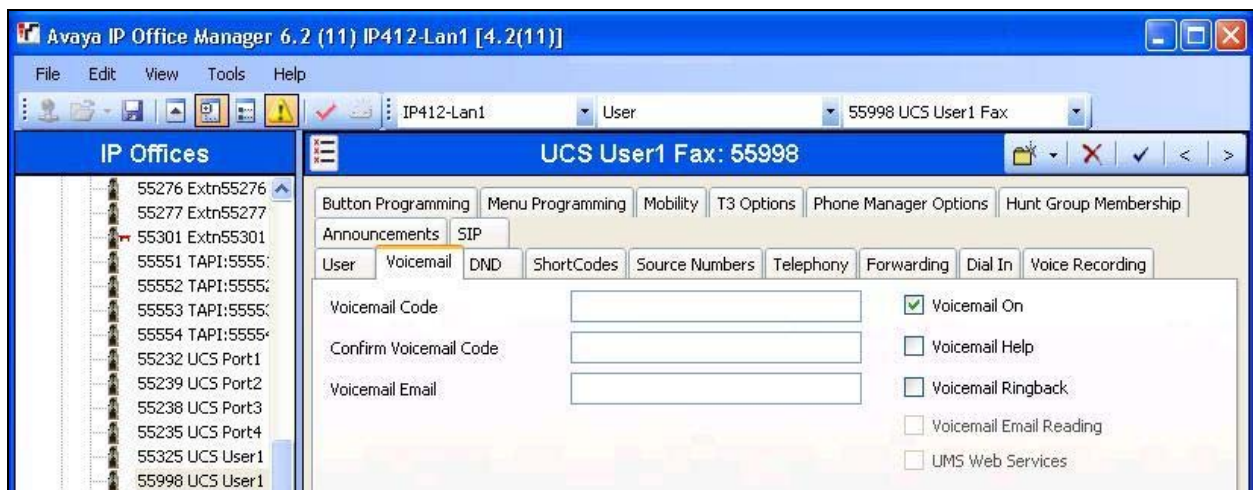 Avaya IP Office Manager 6.2 (11) IP412-Lan1 [4.2(11)]
File Edit View Tools Help
IP412-Lan1 User 55998 UCS User1 Fax
IP Offices
55276 Extn55276
55277 Extn55277
55301 Extn55301
55551 TAPI:5555
55552 TAPI:5555
55553 TAPI:5555
55554 TAPI:5555
55232 UCS Port1
55239 UCS Port2
55238 UCS Port3
55235 UCS Port4
55325 UCS User1
55998 UCS User1
UCS User1 Fax: 55998
Button Programming Menu Programming Mobility T3 Options Phone Manager Options Hunt Group Membership
Announcements SIP
User Voicemail DND ShortCodes Source Numbers Telephony Forwarding Dial In Voice Recording
Voicemail Code
Confirm Voicemail Code
Voicemail Email
Voicemail On
Voicemail Help
Voicemail Ringback
Voicemail Email Reading
UMS Web Services